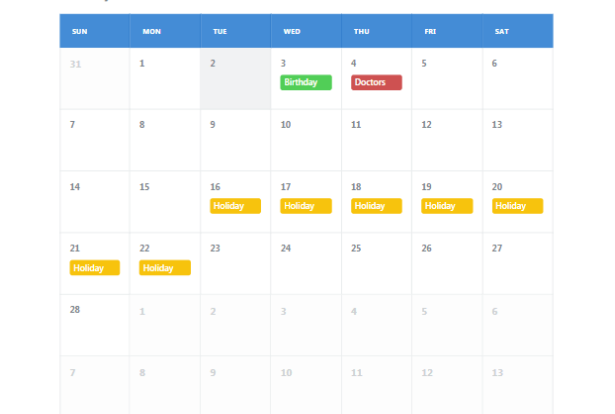 SUN MON TUE WED THU FRI SAT
31 1 2 3 4 5 6
Birthday Doctors
7 8 9 10 11 12 13
14 15 16 17 18 19 20
Holiday Holiday Holiday Holiday Holiday
21 22 23 24 25 26 27
Holiday Holiday
28 1 2 3 4 5 6
7 8 9 10 11 12 13